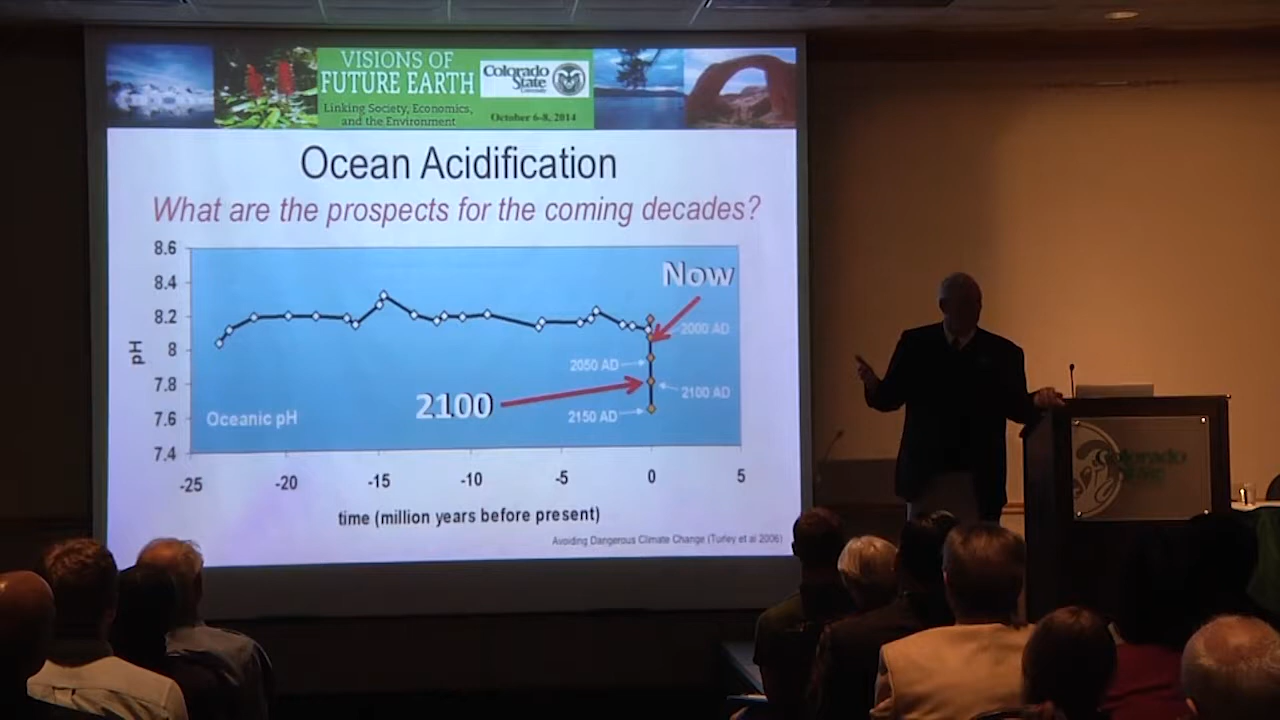 VISIONS OF
FUTURE EARTH
Linking Society, Economics,
and the Environment
Colorado
State
University
October 6-8, 2014
Ocean Acidification
What are the prospects for the coming decades?
8.6
8.4
8.2
8
7.8
7.6
7.4
pH
Now
2000 AD
2050 AD
2100
2100 AD
2150 AD
Oceanic pH
-25
-20
-15
-10
-5
0
5
time (million years before present)
Avoiding Dangerous Climate Change (Turley et al 2006)
Colorado
State